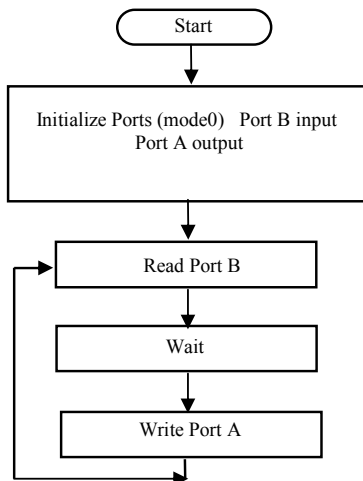 Start
Initialize Ports (mode0) Port B input
Port A output
Read Port B
Wait
Write Port A